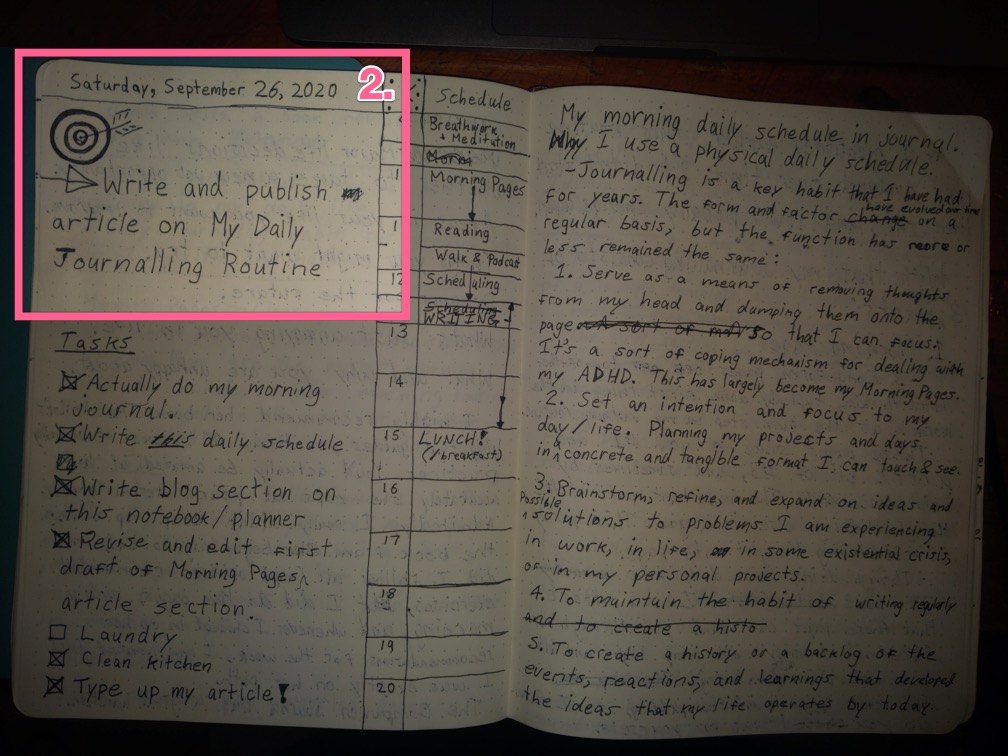 Saturday, September 26, 2020
2.
Write and publish
article on My Daily
Journalling Routine
Tasks
Actually do my morning
journal.
Write this daily schedule
Write blog section on
this notebook/planner
Revise and edit first
draft of Morning Pages
article section.
Laundry
Clean kitchen
Type up my article!
Schedule
Breathwork
+ Meditution
Morni
1
Morning Pages
1
Reading
Walk & Podcast
12
Scheduling
Scheduling
WRITING
13
14
15
LUNCH!
(/breakfast)
16
17
18
19
20
My morning daily schedule in journal.
Why I use a physical daily schedule.
-Journalling is a key habit that I have had
for years. The form and factor change have evolved over time on a
regular basis, but the function has more or
less remained the same:
1. Serve as a means of removing thoughts
from my head and dumping them onto the
page so that I can focus.
It's a sort of coping mechanism for dealing with
my ADHD. This has largely become my Morning Pages.
2. Set an intention and focus to my
day/life. Planning my projects and days
in a concrete and tangible format I can touch & see.
3. Brainstorm, refine, and expand on ideas and
possible solutions to problems I am experiencing
in work, in life, in some existential crisis,
or in my personal projects.
4. To maintain the habit of writing regularly
and to create a histo
5. To create a history or a backlog of the
events, reactions, and learnings that developed
the ideas that my life operates by today.